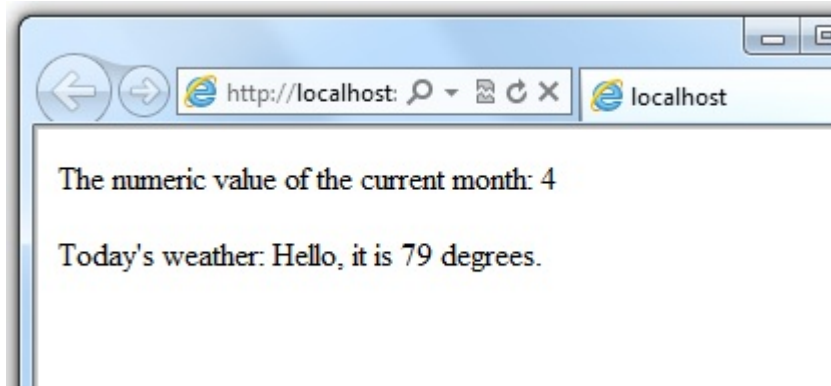 http://localhost:
localhost
The numeric value of the current month: 4
Today's weather: Hello, it is 79 degrees.